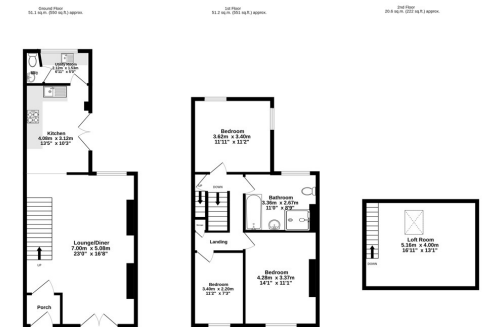 Ground Floor
51.1 sq.m. (550 sq.ft.) approx.
1st Floor
51.2 sq.m. (551 sq.ft.) approx.
2nd Floor
20.6 sq.m. (222 sq.ft.) approx.
Utility Room
Kitchen
4.09m x 3.12m
13'5" x 10'3"
Lounge/Diner
7.00m x 5.08m
23'0" x 16'8"
UP
Porch
Bedroom
3.62m x 3.40m
11'11" x 11'2"
UP
DOWN
Bathroom
3.36m x 2.67m
11'0" x 8'9"
Landing
Bedroom
3.40m x 2.20m
11'2" x 7'3"
Bedroom
4.28m x 3.37m
14'1" x 11'1"
Loft Room
5.16m x 4.00m
16'11" x 13'1"
DOWN